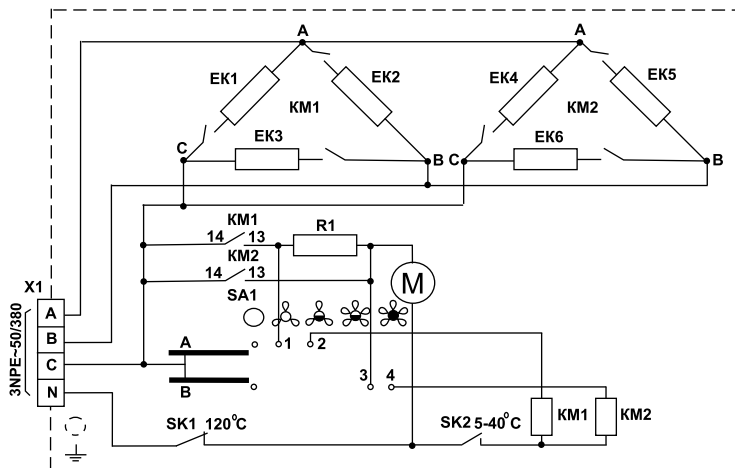 A A
EK1 EK2 EK4 EK5
KM1 KM2
C EK3 B C EK6 B
KM1
14 13 R1
KM2
14 13 M
X1 SA1
3NPE~50/380
A
B
C
N
A 1 2
B 3 4
SK1 120°C
SK2 5-40°C
KM1 KM2